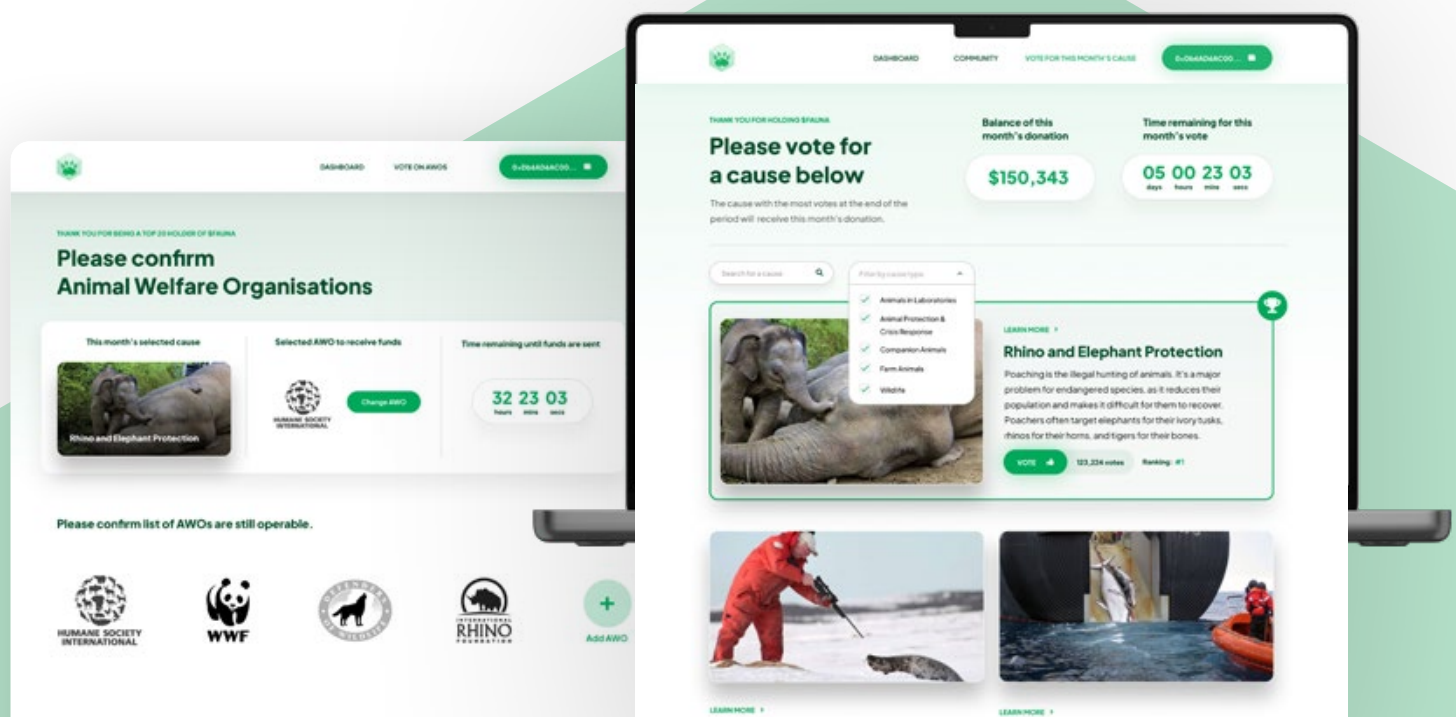 DASHBOARD
VOTE ON AWOS
THANK YOU FOR BEING A TOP 20 HOLDER OF $FAUNA
Please confirm
Animal Welfare Organisations
This month's selected cause
Rhino and Elephant Protection
Selected AWO to receive funds
HUMANE SOCIETY
INTERNATIONAL
Change AWO
Time remaining until funds are sent
32 23 03
hours mins secs
Please confirm list of AWOs are still operable.
HUMANE SOCIETY
INTERNATIONAL
WWF
DEFENDERS
OF WILDLIFE
INTERNATIONAL
RHINO
FOUNDATION
+
Add AWO
DASHBOARD
COMMUNITY
VOTE FOR THIS MONTH'S CAUSE
THANK YOU FOR HOLDING $FAUNA
Please vote for
a cause below
The cause with the most votes at the end of the
period will receive this month's donation.
Balance of this
month's donation
$150,343
Time remaining for this
month's vote
05 00 23 03
days hours mins secs
Search for a cause
Filter by cause type
Animals in Laboratories
Animal Protection &
Crisis Response
Companion Animals
Farm Animals
Wildlife
LEARN MORE >
Rhino and Elephant Protection
Poaching is the illegal hunting of animals. It's a major
problem for endangered species, as it reduces their
population and makes it difficult for them to recover.
Poachers often target elephants for their ivory tusks,
rhinos for their horns, and tigers for their bones.
VOTE
123,224 votes
Ranking: #1
LEARN MORE >
LEARN MORE >